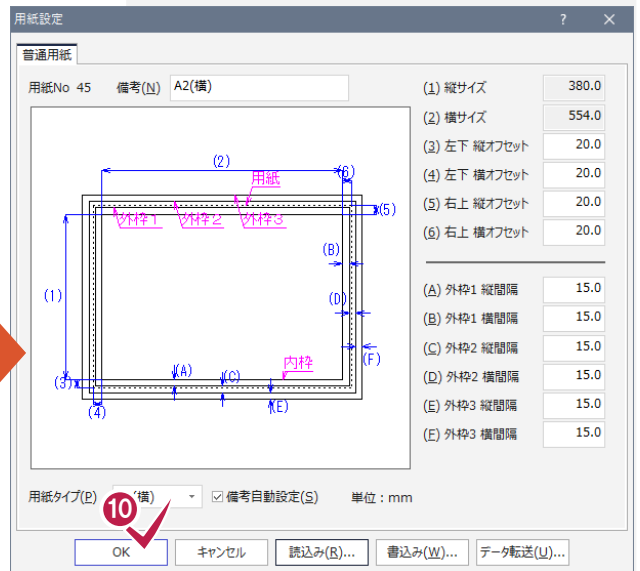 用紙設定 ? ×
普通用紙
用紙No 45 備考(N) A2(横)
(1) 縦サイズ 380.0
(2) 横サイズ 554.0
(3) 左下 縦オフセット 20.0
(4) 左下 横オフセット 20.0
(5) 右上 縦オフセット 20.0
(6) 右上 横オフセット 20.0
(A) 外枠1 縦間隔 15.0
(B) 外枠1 横間隔 15.0
(C) 外枠2 縦間隔 15.0
(D) 外枠2 横間隔 15.0
(E) 外枠3 縦間隔 15.0
(F) 外枠3 横間隔 15.0
(2)
用紙
(6)
外枠1 外枠2 外枠3
(5)
(B)
(1)
(D)
内枠
(F)
(3)
(A)
(C)
(4)
(E)
用紙タイプ(P) (横) 備考自動設定(S) 単位 : mm
10
OK キャンセル 読込み(R)... 書込み(W)... データ転送(U)...